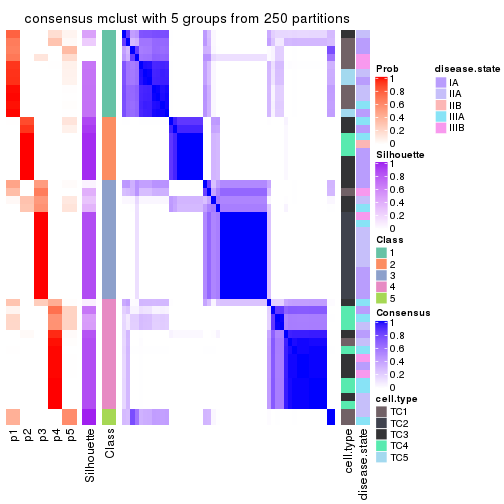 consensus mclust with 5 groups from 250 partitions
Prob
1
0.8
0.6
0.4
0.2
0
Silhouette
1
0.8
0.6
0.4
0.2
0
Class
1
2
3
4
5
Consensus
1
0.8
0.6
0.4
0.2
0
cell.type
TC1
TC2
TC3
TC4
TC5
disease.state
IA
IIA
IIB
IIIA
IIIB
p1
p2
p3
p4
p5
Silhouette
Class
cell.type
disease.state